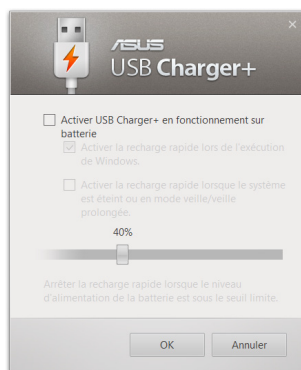 ASUS
USB Charger+
Activer USB Charger+ en fonctionnement sur
batterie
Activer la recharge rapide lors de l'exécution
de Windows.
Activer la recharge rapide lorsque le système
est éteint ou en mode veille/veille
prolongée.
40%
Arrêter la recharge rapide lorsque le niveau
d'alimentation de la batterie est sous le seuil limite.
OK Annuler